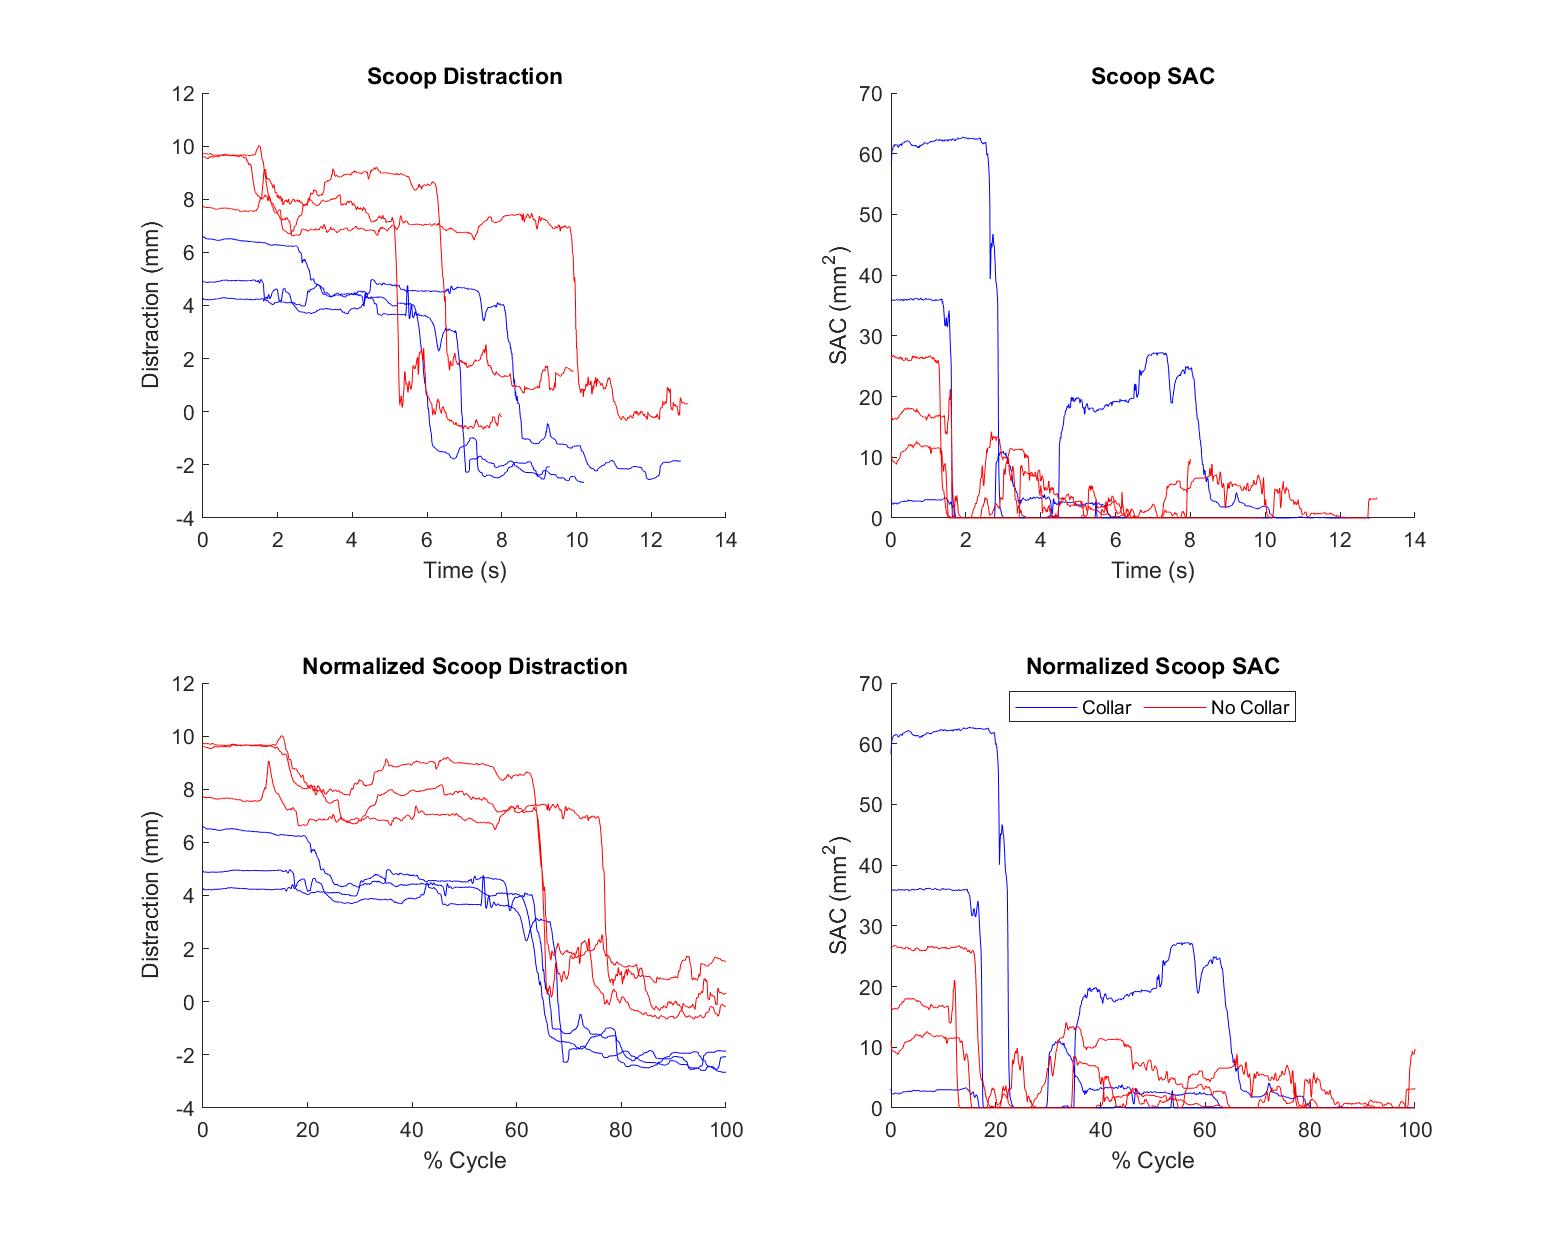 Scoop Distraction
12
10
8
6
4
2
0
-2
-4
Distraction (mm)
0 2 4 6 8 10 12 14
Time (s)
Scoop SAC
70
60
50
40
30
20
10
0
SAC (mm²)
0 2 4 6 8 10 12 14
Time (s)
Normalized Scoop Distraction
12
10
8
6
4
2
0
-2
-4
Distraction (mm)
0 20 40 60 80 100
% Cycle
Normalized Scoop SAC
Collar No Collar
70
60
50
40
30
20
10
0
SAC (mm²)
0 20 40 60 80 100
% Cycle